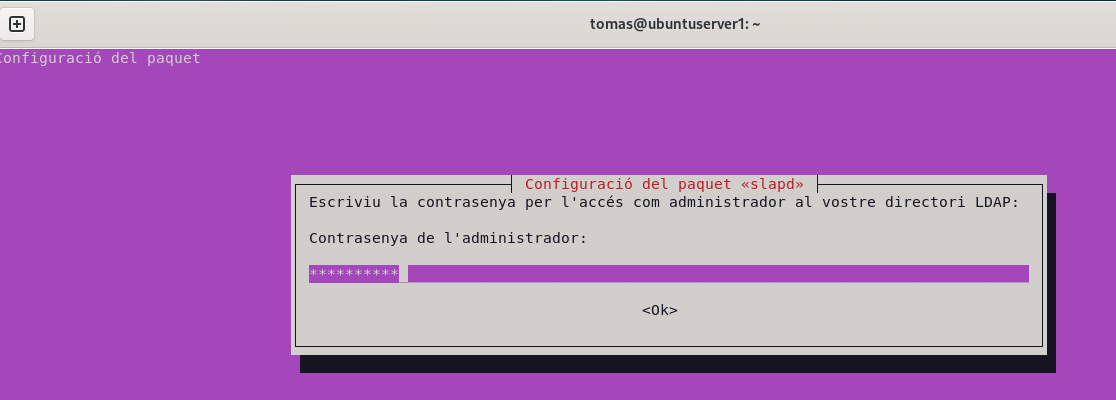 tomas@ubuntuserver1: ~
Configuració del paquet
Configuració del paquet «slapd»
Escriviu la contrasenya per l'accés com administrador al vostre directori LDAP:
Contrasenya de l'administrador:
**********
<Ok>